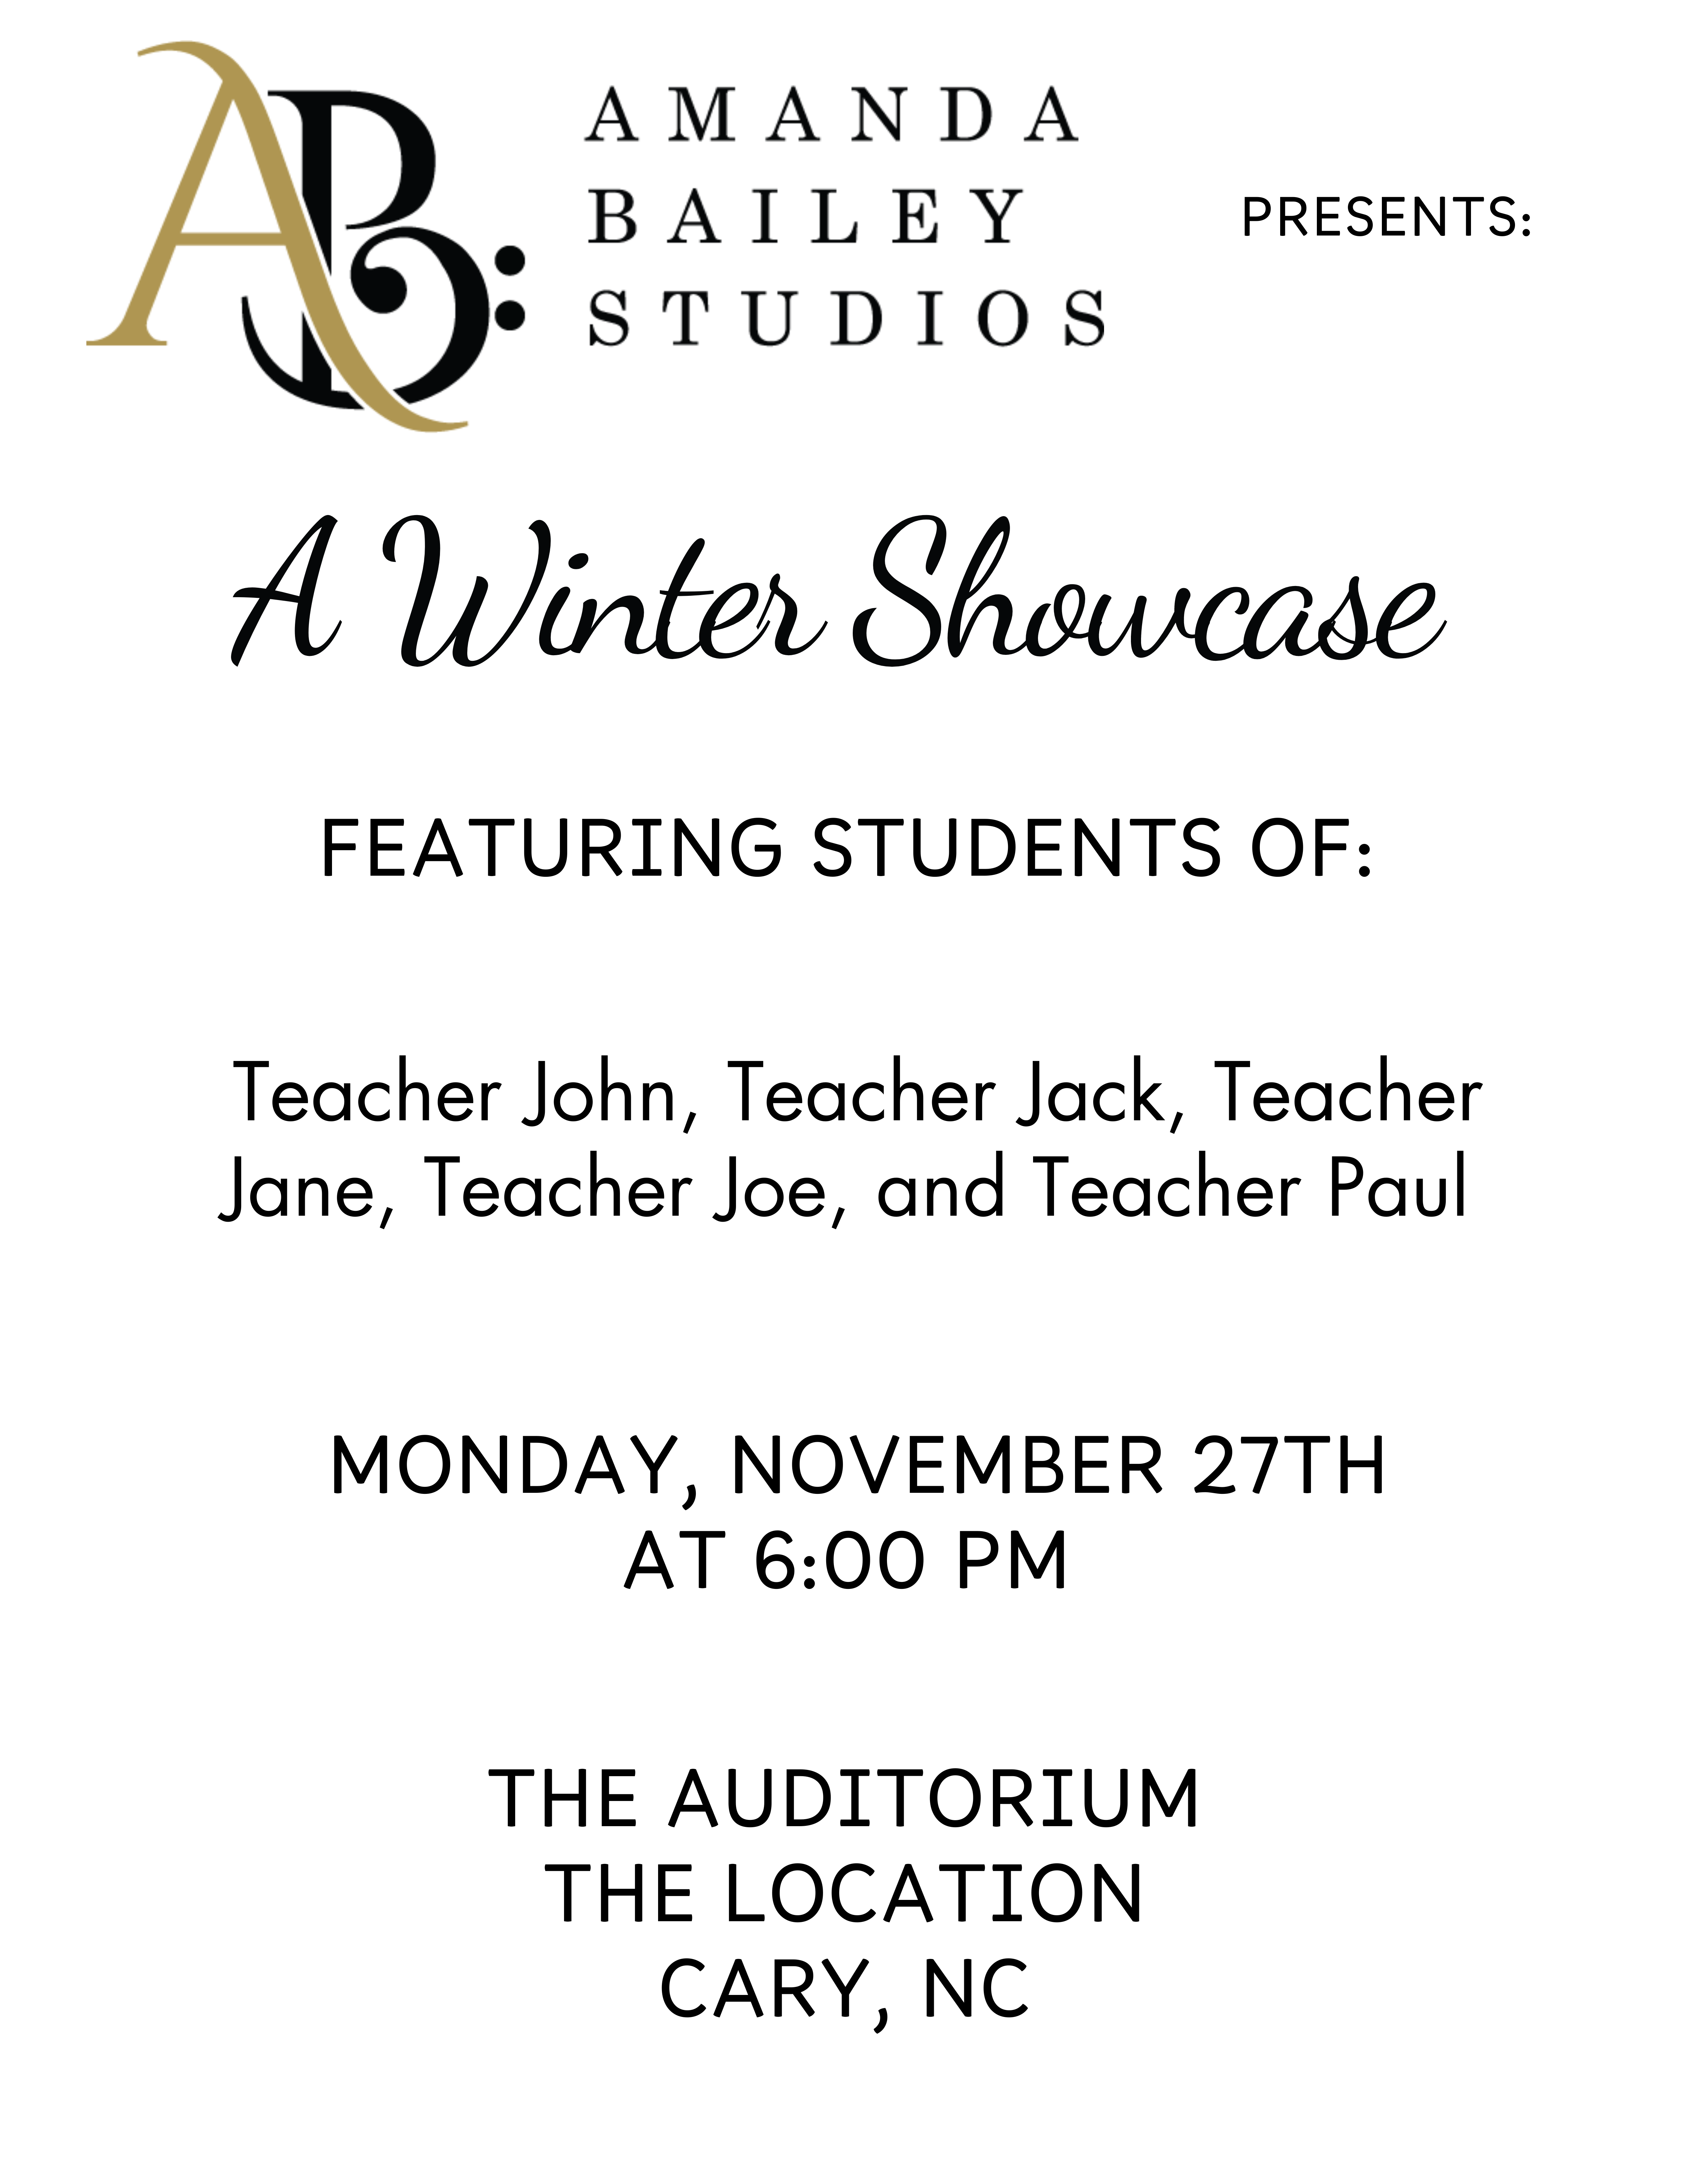 AB:
AMANDA
BAILEY
STUDIOS
PRESENTS:
A Winter Showcase
FEATURING STUDENTS OF:
Teacher John, Teacher Jack, Teacher
Jane, Teacher Joe, and Teacher Paul
MONDAY, NOVEMBER 27TH
AT 6:00 PM
THE AUDITORIUM
THE LOCATION
CARY, NC